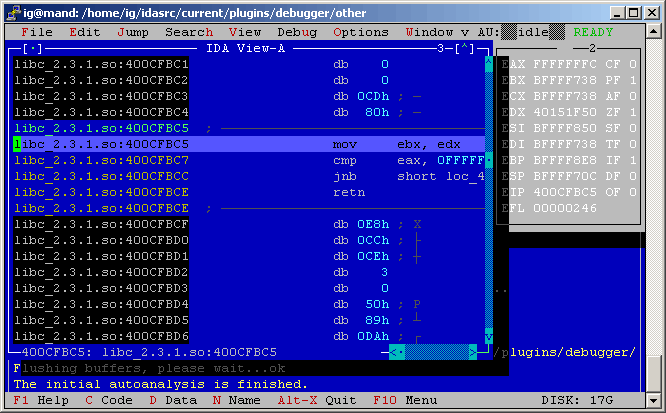 ig@mand: /home/ig/idasrc/current/plugins/debugger/other
File Edit Jump Search View Debug Options Window v AU: idle READY
[·] IDA View-A 3-[^] 2
libc_2.3.1.so:400CFBC1 db 0
libc_2.3.1.so:400CFBC2 db 0
libc_2.3.1.so:400CFBC3 db 0CDh ; —
libc_2.3.1.so:400CFBC4 db 80h ; —
libc_2.3.1.so:400CFBC5 ;
libc_2.3.1.so:400CFBC5 mov ebx, edx
libc_2.3.1.so:400CFBC7 cmp eax, 0FFFFF
libc_2.3.1.so:400CFBCC jnb short loc_4
libc_2.3.1.so:400CFBCE retn
libc_2.3.1.so:400CFBCE ;
libc_2.3.1.so:400CFBCF db 0E8h ; X
libc_2.3.1.so:400CFBD0 db 0CCh ; ├
libc_2.3.1.so:400CFBD1 db 0CEh ; ┼
libc_2.3.1.so:400CFBD2 db 3
libc_2.3.1.so:400CFBD3 db 0
libc_2.3.1.so:400CFBD4 db 50h ; P
libc_2.3.1.so:400CFBD5 db 89h ; ┴
libc_2.3.1.so:400CFBD6 db 0DAh ; ┌
400CFBC5: libc_2.3.1.so:400CFBC5
EAX FFFFFFFC CF 0
EBX BFFFF738 PF 1
ECX BFFFF738 AF 0
EDX 40151F50 ZF 1
ESI BFFFF850 SF 0
EDI BFFFF738 TF 0
EBP BFFFF8E8 IF 1
ESP BFFFF70C DF 0
EIP 400CFBC5 OF 0
EFL 00000246
..
/plugins/debugger/
Flushing buffers, please wait...ok
The initial autoanalysis is finished.
F1 Help C Code D Data N Name Alt-X Quit F10 Menu DISK: 17G